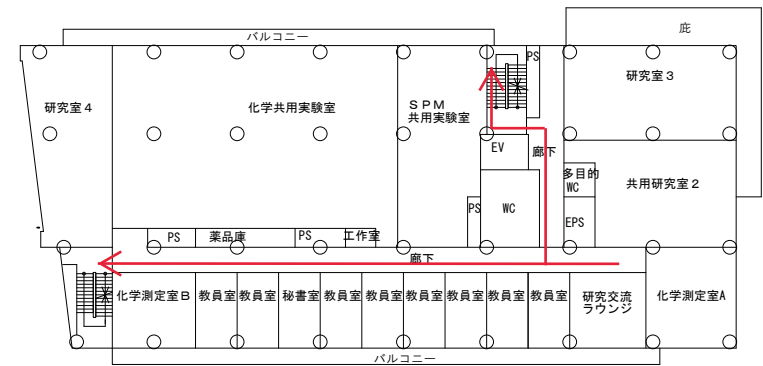 バルコニー
庇
PS
研究室3
研究室4
化学共用実験室
SPM
共用実験室
EV
廊下
多目的
WC
共用研究室2
PS
WC
EPS
PS
薬品庫
PS
工作室
廊下
化学測定室B
教員室
教員室
秘書室
教員室
教員室
教員室
教員室
教員室
教員室
研究交流
ラウンジ
化学測定室A
バルコニー